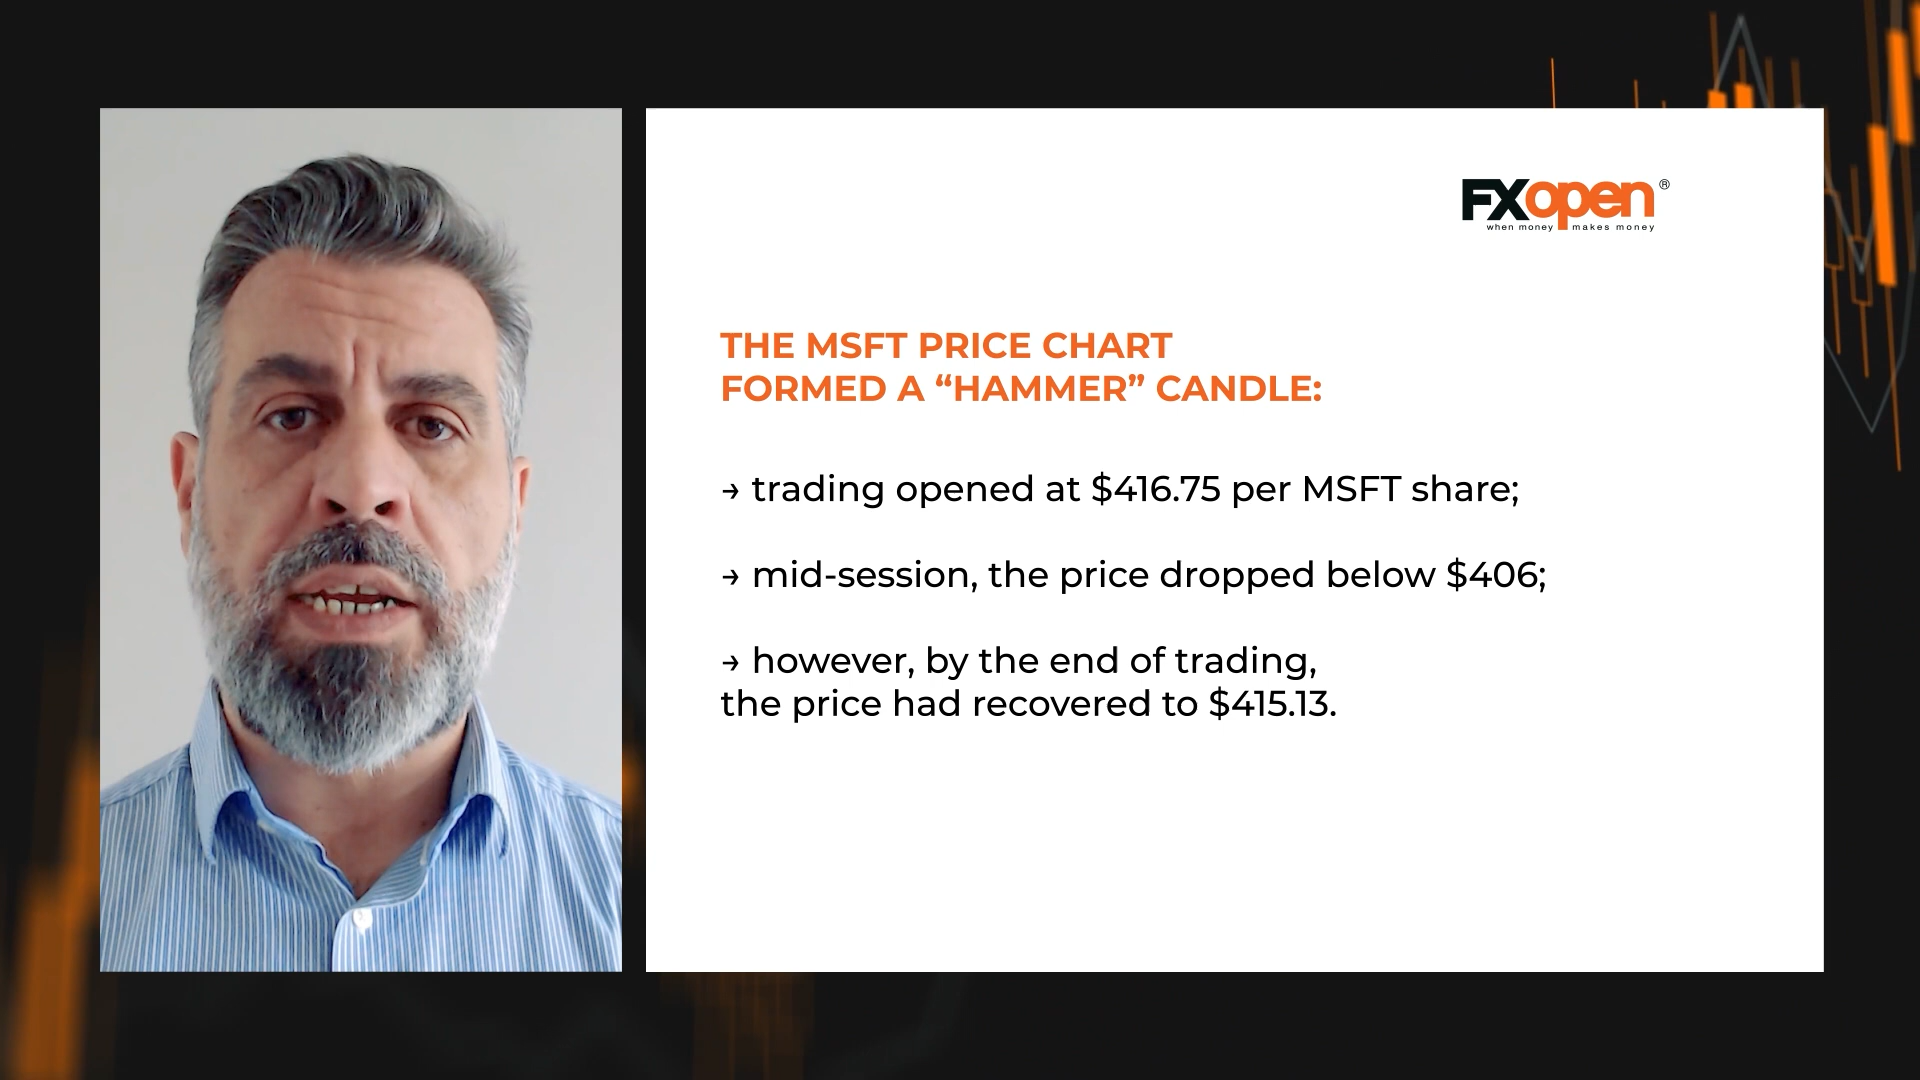 FXopen®
when money makes money
THE MSFT PRICE CHART
FORMED A “HAMMER” CANDLE:
→ trading opened at $416.75 per MSFT share;
→ mid-session, the price dropped below $406;
→ however, by the end of trading,
the price had recovered to $415.13.